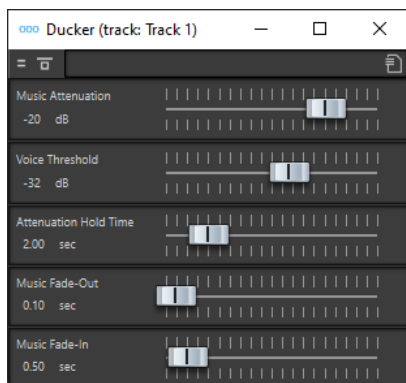 Ducker (track: Track 1)
Music Attenuation
-20 dB
Voice Threshold
-32 dB
Attenuation Hold Time
2.00 sec
Music Fade-Out
0.10 sec
Music Fade-In
0.50 sec